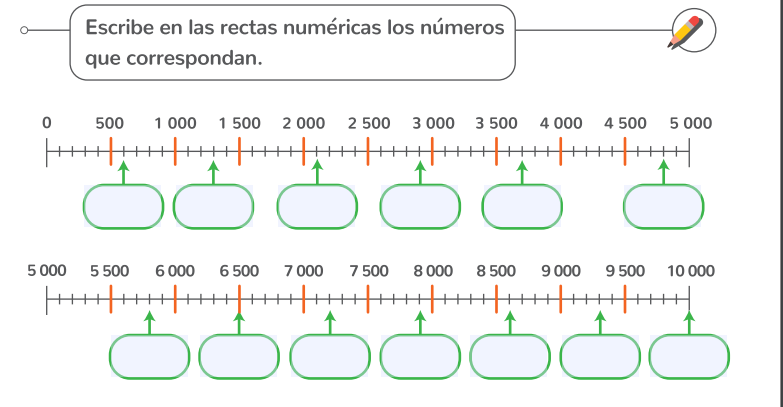 Escribe en las rectas numéricas los números
que correspondan.
0 500 1 000 1 500 2 000 2 500 3 000 3 500 4 000 4 500 5 000
5 000 5 500 6 000 6 500 7 000 7 500 8 000 8 500 9 000 9 500 10 000